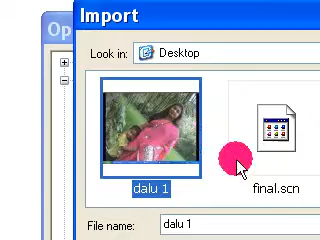 Op
Import
Look in:
Desktop
dalu 1
final.scn
File name:
dalu 1